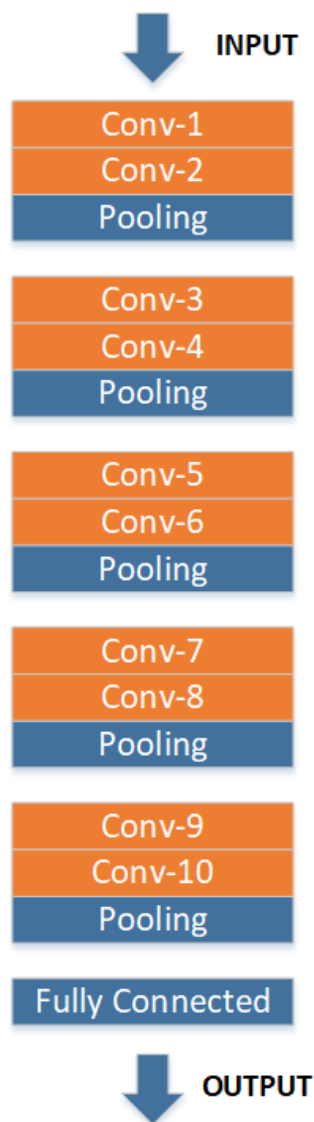 INPUT
Conv-1
Conv-2
Pooling
Conv-3
Conv-4
Pooling
Conv-5
Conv-6
Pooling
Conv-7
Conv-8
Pooling
Conv-9
Conv-10
Pooling
Fully Connected
OUTPUT